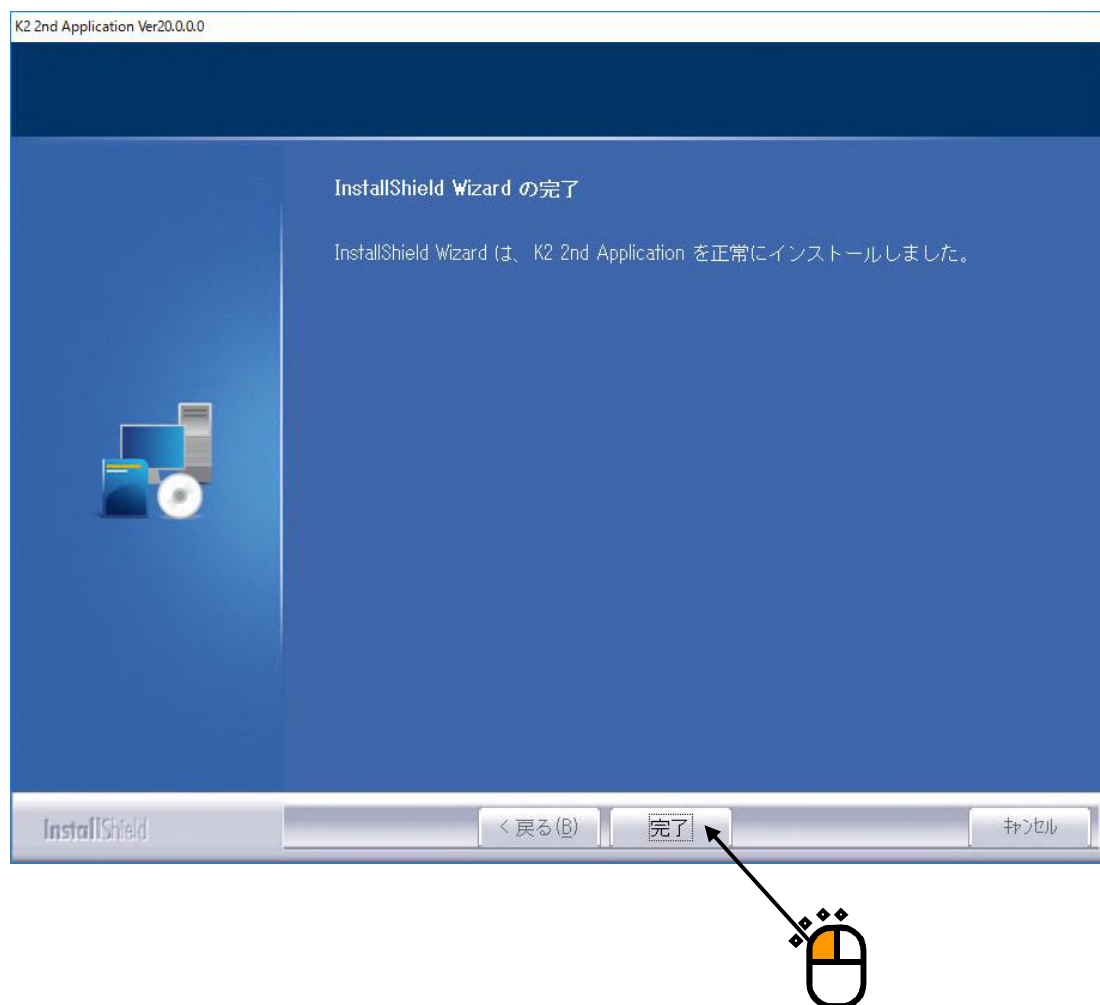 K2 2nd Application Ver20.0.0.0
InstallShield Wizard の完了
InstallShield Wizard は、 K2 2nd Application を正常にインストールしました。
InstallShield
< 戻る(B)
完了
ｷｬﾝｾﾙ